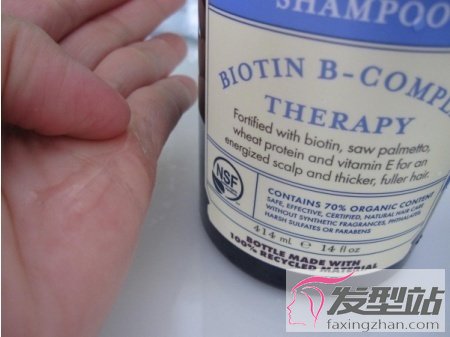 SHAMPOO
BIOTIN B-COMPLE
THERAPY
Fortified with biotin, saw palmetto,
wheat protein and vitamin E for an
energized scalp and thicker, fuller hair.
NSF
CONTAINS 70% ORGANIC CONTENT
SAFE, EFFECTIVE, CERTIFIED, NATURAL HAIR CARE
WITHOUT SYNTHETIC FRAGRANCES, PHTHALATES,
HARSH SULFATES OR PARABENS
414 ml ℮ 14 fl oz
BOTTLE MADE WITH
100% RECYCLED MATERIAL
发型站
faxingzhan.com